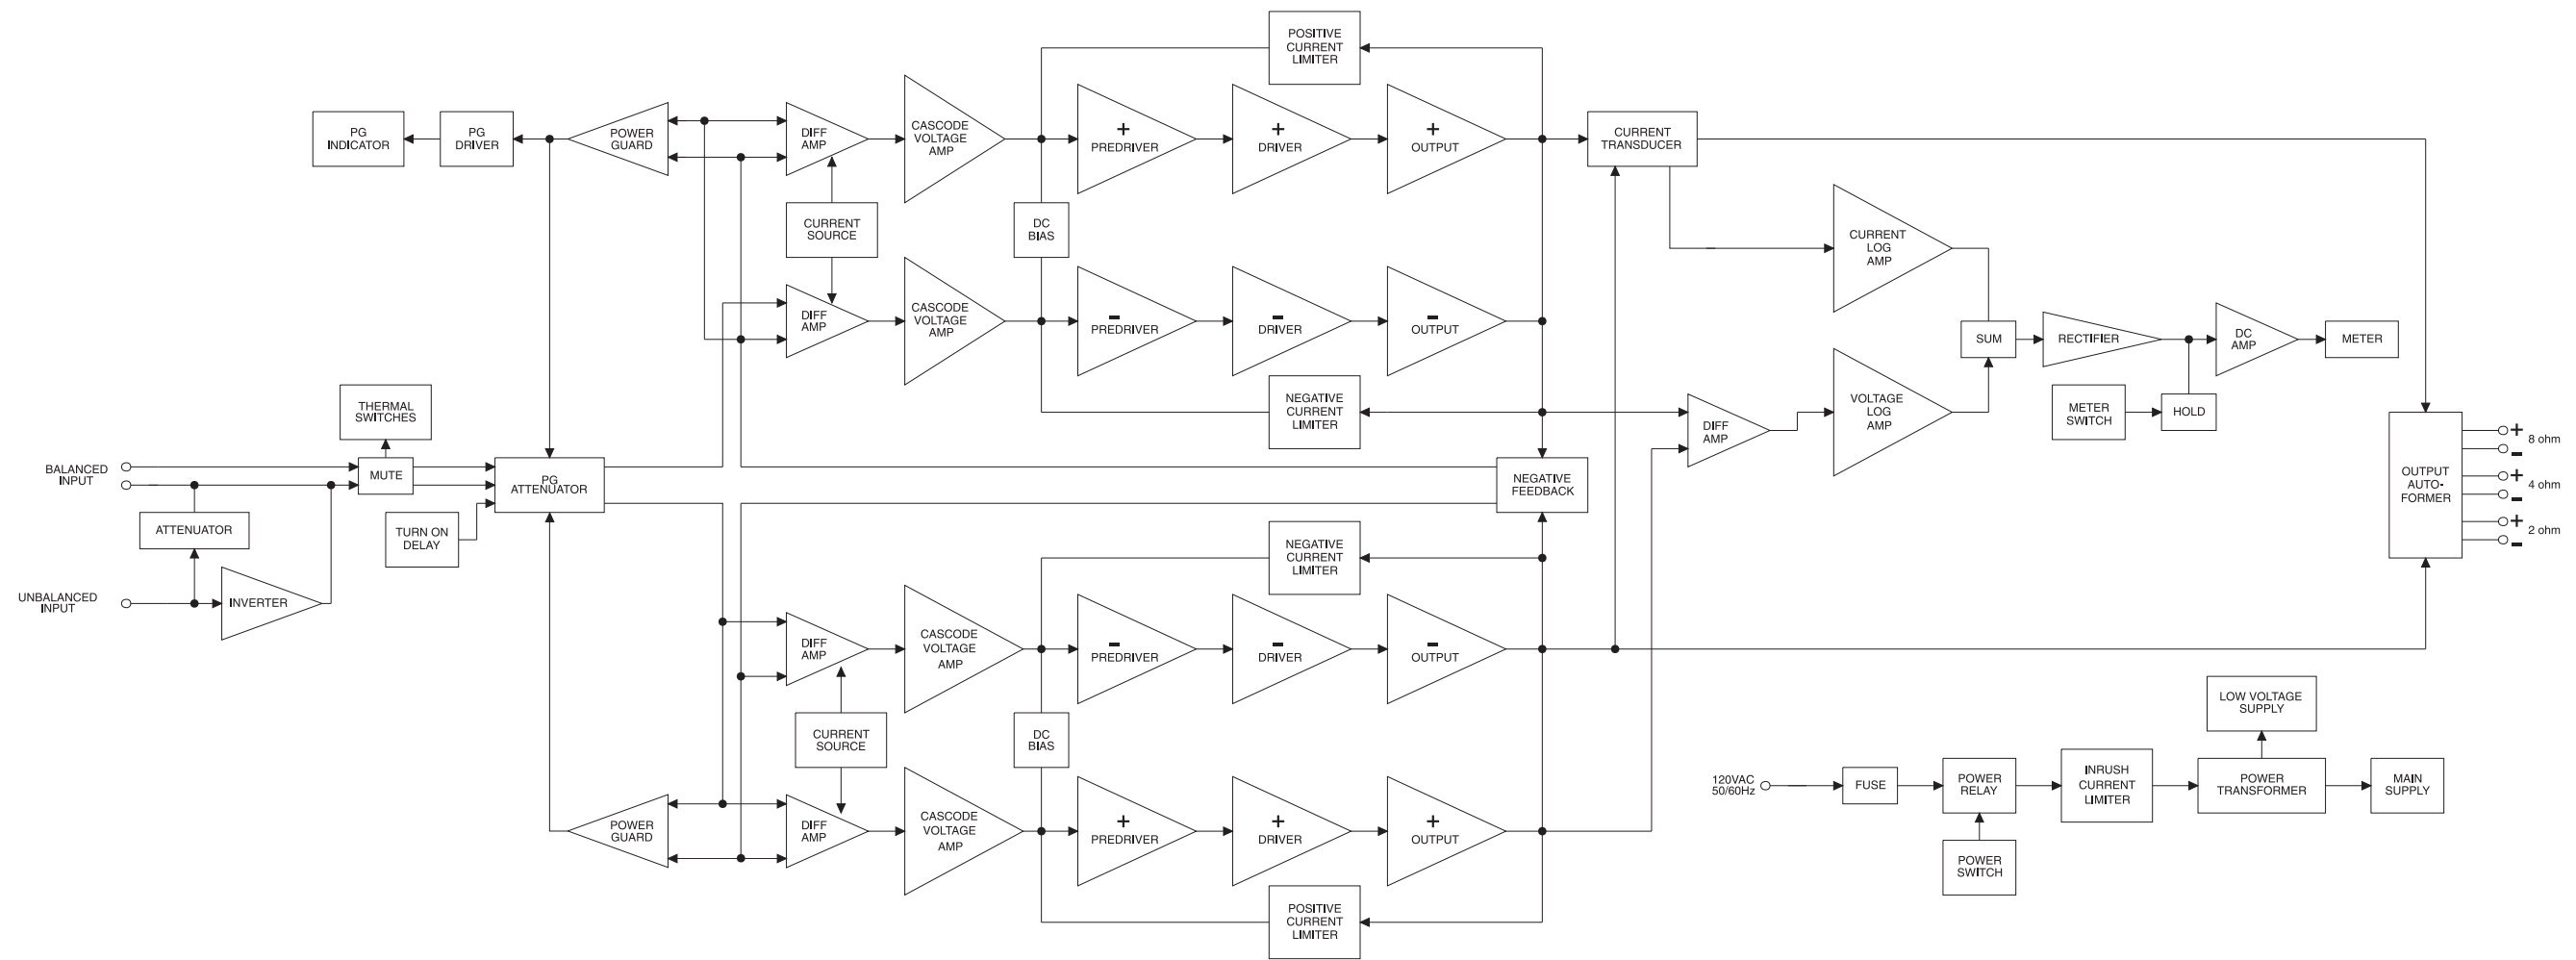 POSITIVE
CURRENT
LIMITER
PG
INDICATOR
PG
DRIVER
POWER
GUARD
DIFF
AMP
CASCODE
VOLTAGE
AMP
+
PREDRIVER
+
DRIVER
+
OUTPUT
CURRENT
TRANSDUCER
CURRENT
SOURCE
DC
BIAS
CURRENT
LOG
AMP
DIFF
AMP
CASCODE
VOLTAGE
AMP
-
PREDRIVER
-
DRIVER
-
OUTPUT
SUM
RECTIFIER
DC
AMP
METER
THERMAL
SWITCHES
NEGATIVE
CURRENT
LIMITER
DIFF
AMP
VOLTAGE
LOG
AMP
METER
SWITCH
HOLD
BALANCED
INPUT
MUTE
PG
ATTENUATOR
NEGATIVE
FEEDBACK
OUTPUT
AUTO-
FORMER
+
8 ohm
-
+
4 ohm
-
+
2 ohm
-
ATTENUATOR
TURN ON
DELAY
NEGATIVE
CURRENT
LIMITER
UNBALANCED
INPUT
INVERTER
DIFF
AMP
CASCODE
VOLTAGE
AMP
-
PREDRIVER
-
DRIVER
-
OUTPUT
CURRENT
SOURCE
DC
BIAS
LOW VOLTAGE
SUPPLY
120VAC
50/60Hz
FUSE
POWER
RELAY
INRUSH
CURRENT
LIMITER
POWER
TRANSFORMER
MAIN
SUPPLY
POWER
GUARD
DIFF
AMP
CASCODE
VOLTAGE
AMP
+
PREDRIVER
+
DRIVER
+
OUTPUT
POWER
SWITCH
POSITIVE
CURRENT
LIMITER